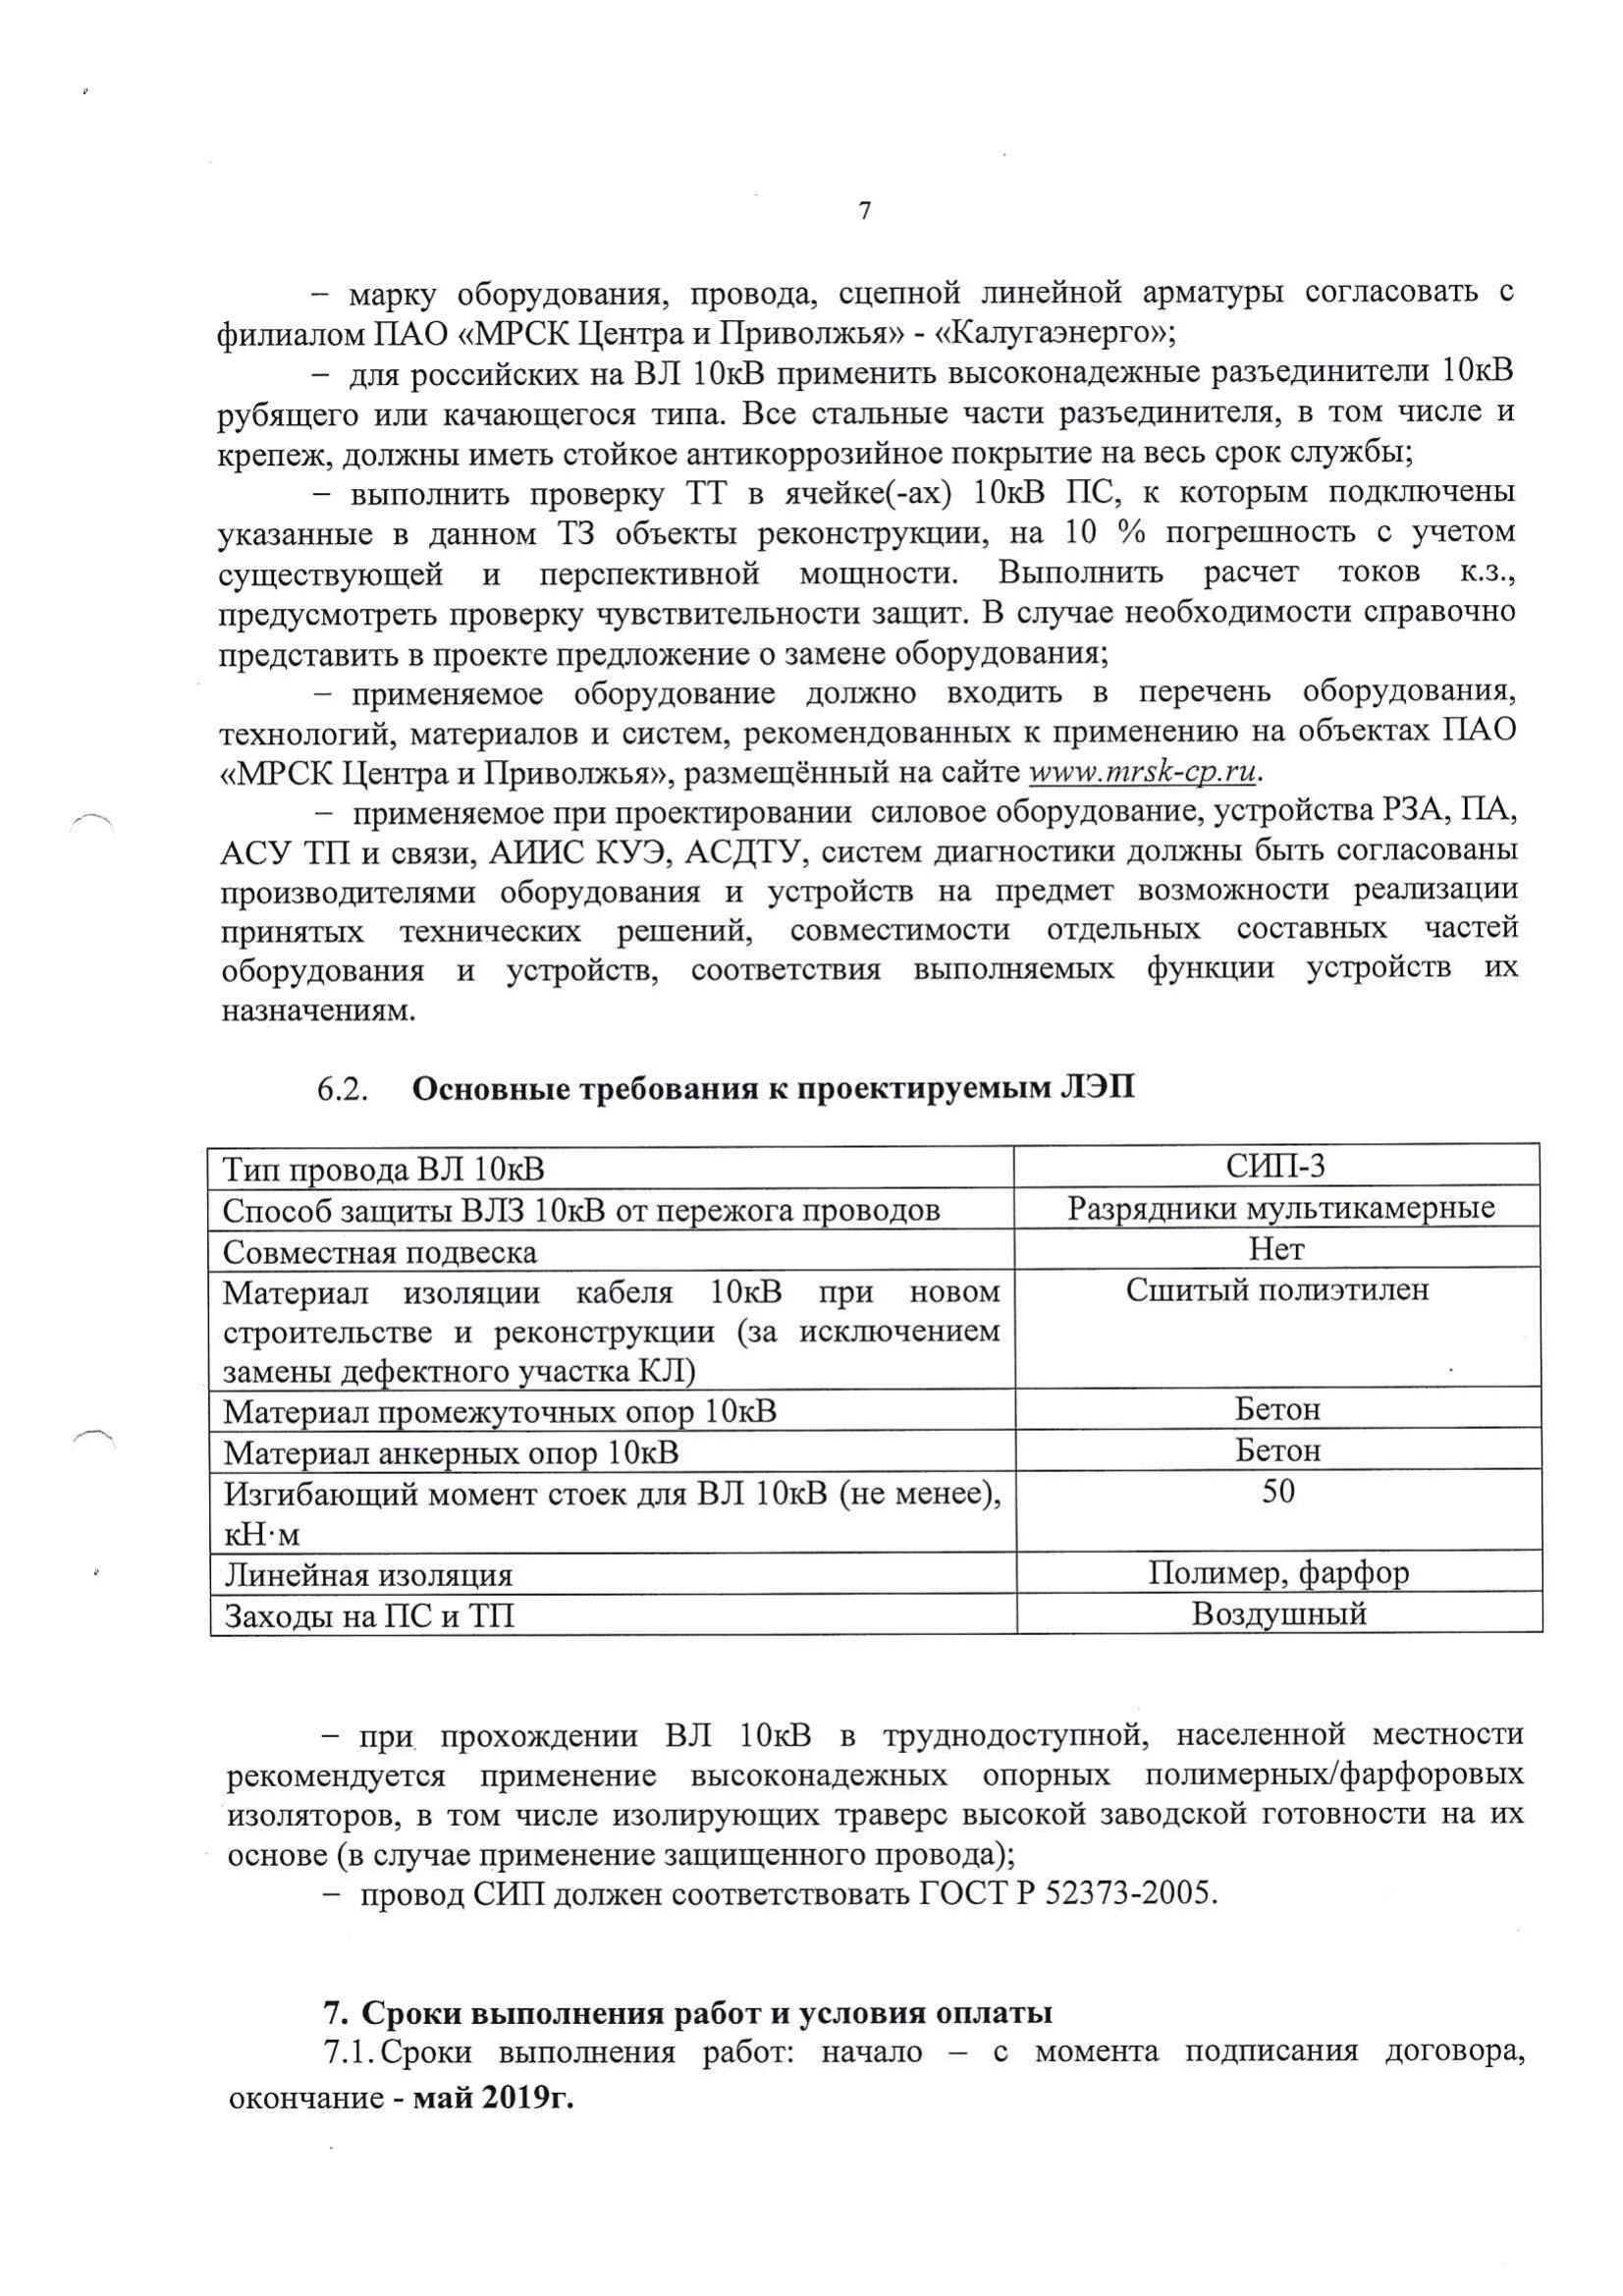 7
– марку оборудования, провода, сцепной линейной арматуры согласовать с
филиалом ПАО «МРСК Центра и Приволжья» - «Калугаэнерго»;
– для российских на ВЛ 10кВ применить высоконадежные разъединители 10кВ
рубящего или качающегося типа. Все стальные части разъединителя, в том числе и
крепеж, должны иметь стойкое антикоррозийное покрытие на весь срок службы;
– выполнить проверку ТТ в ячейке(-ах) 10кВ ПС, к которым подключены
указанные в данном ТЗ объекты реконструкции, на 10 % погрешность с учетом
существующей и перспективной мощности. Выполнить расчет токов к.з.,
предусмотреть проверку чувствительности защит. В случае необходимости справочно
представить в проекте предложение о замене оборудования;
– применяемое оборудование должно входить в перечень оборудования,
технологий, материалов и систем, рекомендованных к применению на объектах ПАО
«МРСК Центра и Приволжья», размещённый на сайте www.mrsk-cp.ru.
– применяемое при проектировании силовое оборудование, устройства РЗА, ПА,
АСУ ТП и связи, АИИС КУЭ, АСДТУ, систем диагностики должны быть согласованы
производителями оборудования и устройств на предмет возможности реализации
принятых технических решений, совместимости отдельных составных частей
оборудования и устройств, соответствия выполняемых функции устройств их
назначениям.
6.2. Основные требования к проектируемым ЛЭП
Тип провода ВЛ 10кВ СИП-3
Способ защиты ВЛЗ 10кВ от пережога проводов Разрядники мультикамерные
Совместная подвеска Нет
Материал изоляции кабеля 10кВ при новом Сшитый полиэтилен
строительстве и реконструкции (за исключением
замены дефектного участка КЛ)
Материал промежуточных опор 10кВ Бетон
Материал анкерных опор 10кВ Бетон
Изгибающий момент стоек для ВЛ 10кВ (не менее), 50
кН·м
Линейная изоляция Полимер, фарфор
Заходы на ПС и ТП Воздушный
– при прохождении ВЛ 10кВ в труднодоступной, населенной местности
рекомендуется применение высоконадежных опорных полимерных/фарфоровых
изоляторов, в том числе изолирующих траверс высокой заводской готовности на их
основе (в случае применение защищенного провода);
– провод СИП должен соответствовать ГОСТ Р 52373-2005.
7. Сроки выполнения работ и условия оплаты
7.1. Сроки выполнения работ: начало – с момента подписания договора,
окончание - май 2019г.